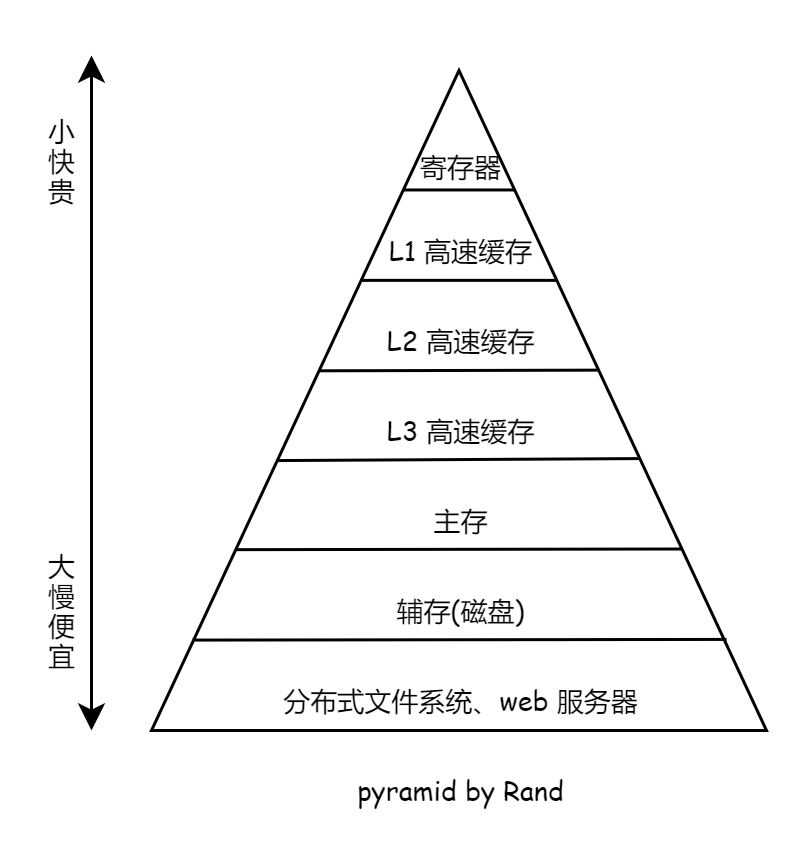 小快贵
寄存器
L1 高速缓存
L2 高速缓存
L3 高速缓存
主存
大慢便宜
辅存(磁盘)
分布式文件系统、web 服务器
pyramid by Rand